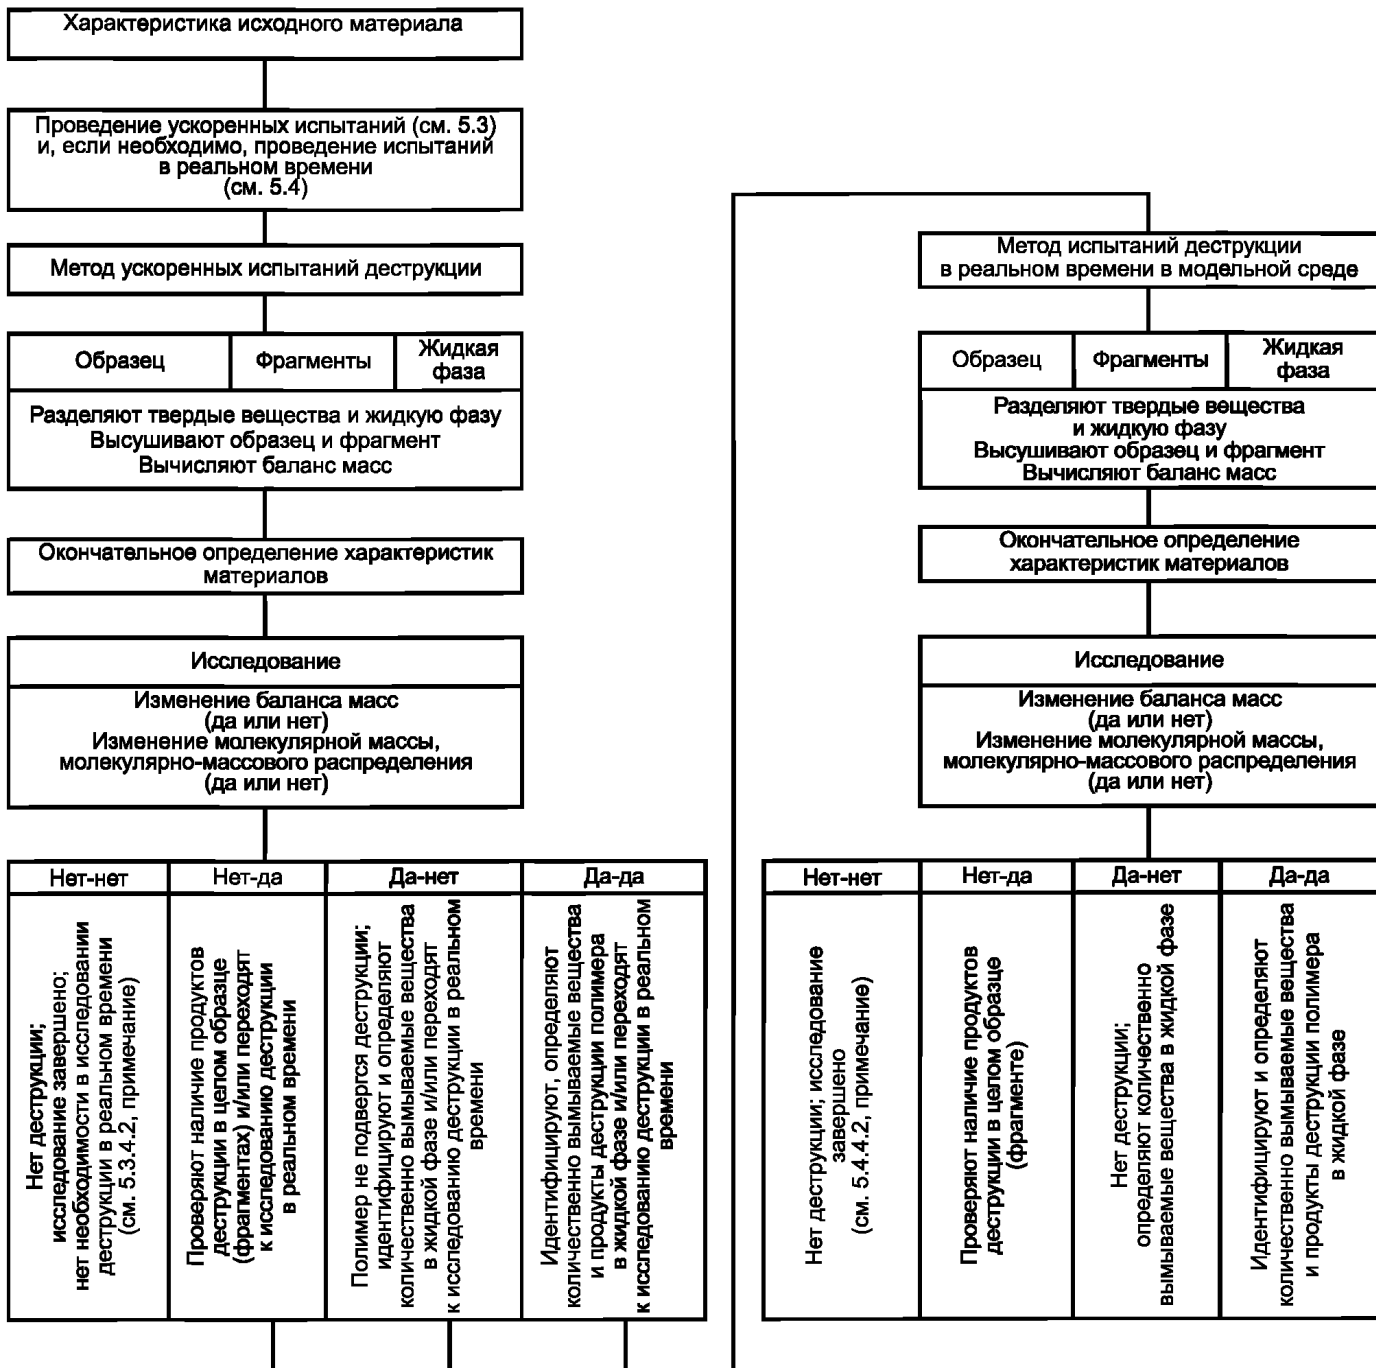 Характеристика исходного материала
Проведение ускоренных испытаний (см. 5.3)
и, если необходимо, проведение испытаний
в реальном времени
(см. 5.4)
Метод ускоренных испытаний деструкции
Образец
Фрагменты
Жидкая
фаза
Разделяют твердые вещества и жидкую фазу
Высушивают образец и фрагмент
Вычисляют баланс масс
Окончательное определение характеристик
материалов
Исследование
Изменение баланса масс
(да или нет)
Изменение молекулярной массы,
молекулярно-массового распределения
(да или нет)
Нет-нет
Нет-да
Да-нет
Да-да
Нет деструкции;
исследование завершено;
нет необходимости в исследовании
деструкции в реальном времени
(см. 5.3.4.2, примечание)
Проверяют наличие продуктов
деструкции в целом образце
(фрагментах) и/или переходят
к исследованию деструкции
в реальном времени
Полимер не подвергся деструкции;
идентифицируют и определяют
количественно вымываемые вещества
в жидкой фазе и/или переходят
к исследованию деструкции в реальном
времени
Идентифицируют, определяют
количественно вымываемые вещества
и продукты деструкции полимера
в жидкой фазе и/или переходят
к исследованию деструкции в реальном
времени
Метод испытаний деструкции
в реальном времени в модельной среде
Образец
Фрагменты
Жидкая
фаза
Разделяют твердые вещества
и жидкую фазу
Высушивают образец и фрагмент
Вычисляют баланс масс
Окончательное определение
характеристик материалов
Исследование
Изменение баланса масс
(да или нет)
Изменение молекулярной массы,
молекулярно-массового распределения
(да или нет)
Нет-нет
Нет-да
Да-нет
Да-да
Нет деструкции; исследование
завершено
(см. 5.4.4.2, примечание)
Проверяют наличие продуктов
деструкции в целом образце
(фрагменте)
Нет деструкции;
определяют количественно
вымываемые вещества в жидкой фазе
Идентифицируют и определяют
количественно вымываемые вещества
и продукты деструкции полимера
в жидкой фазе